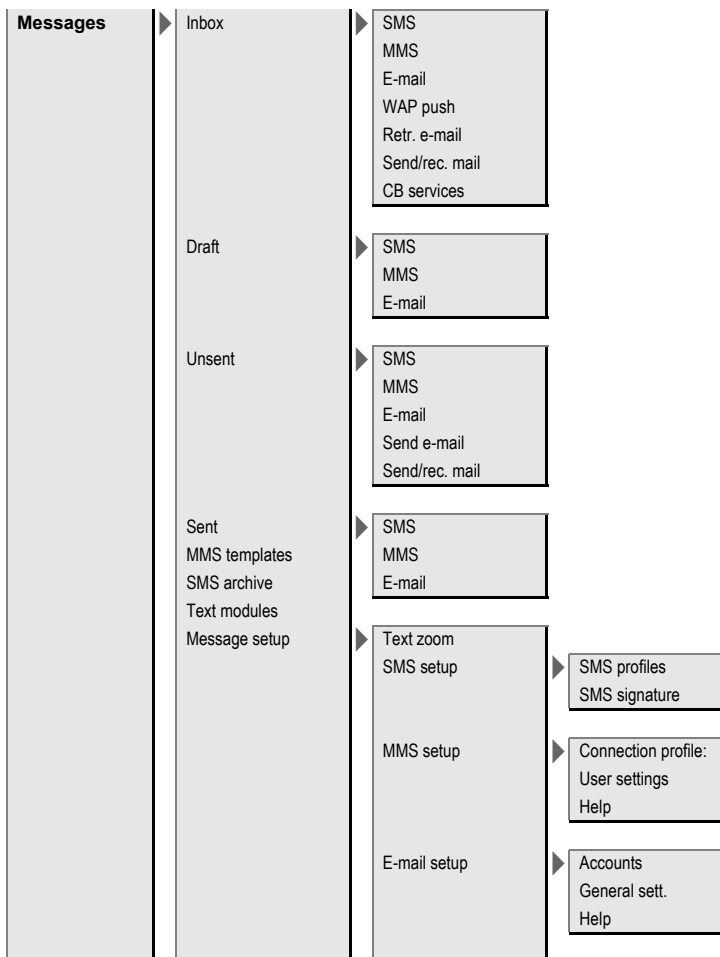 Messages
Inbox
SMS
MMS
E-mail
WAP push
Retr. e-mail
Send/rec. mail
CB services
Draft
SMS
MMS
E-mail
Unsent
SMS
MMS
E-mail
Send e-mail
Send/rec. mail
Sent
SMS
MMS templates
MMS
SMS archive
E-mail
Text modules
Message setup
Text zoom
SMS setup
SMS profiles
SMS signature
MMS setup
Connection profile:
User settings
Help
E-mail setup
Accounts
General sett.
Help